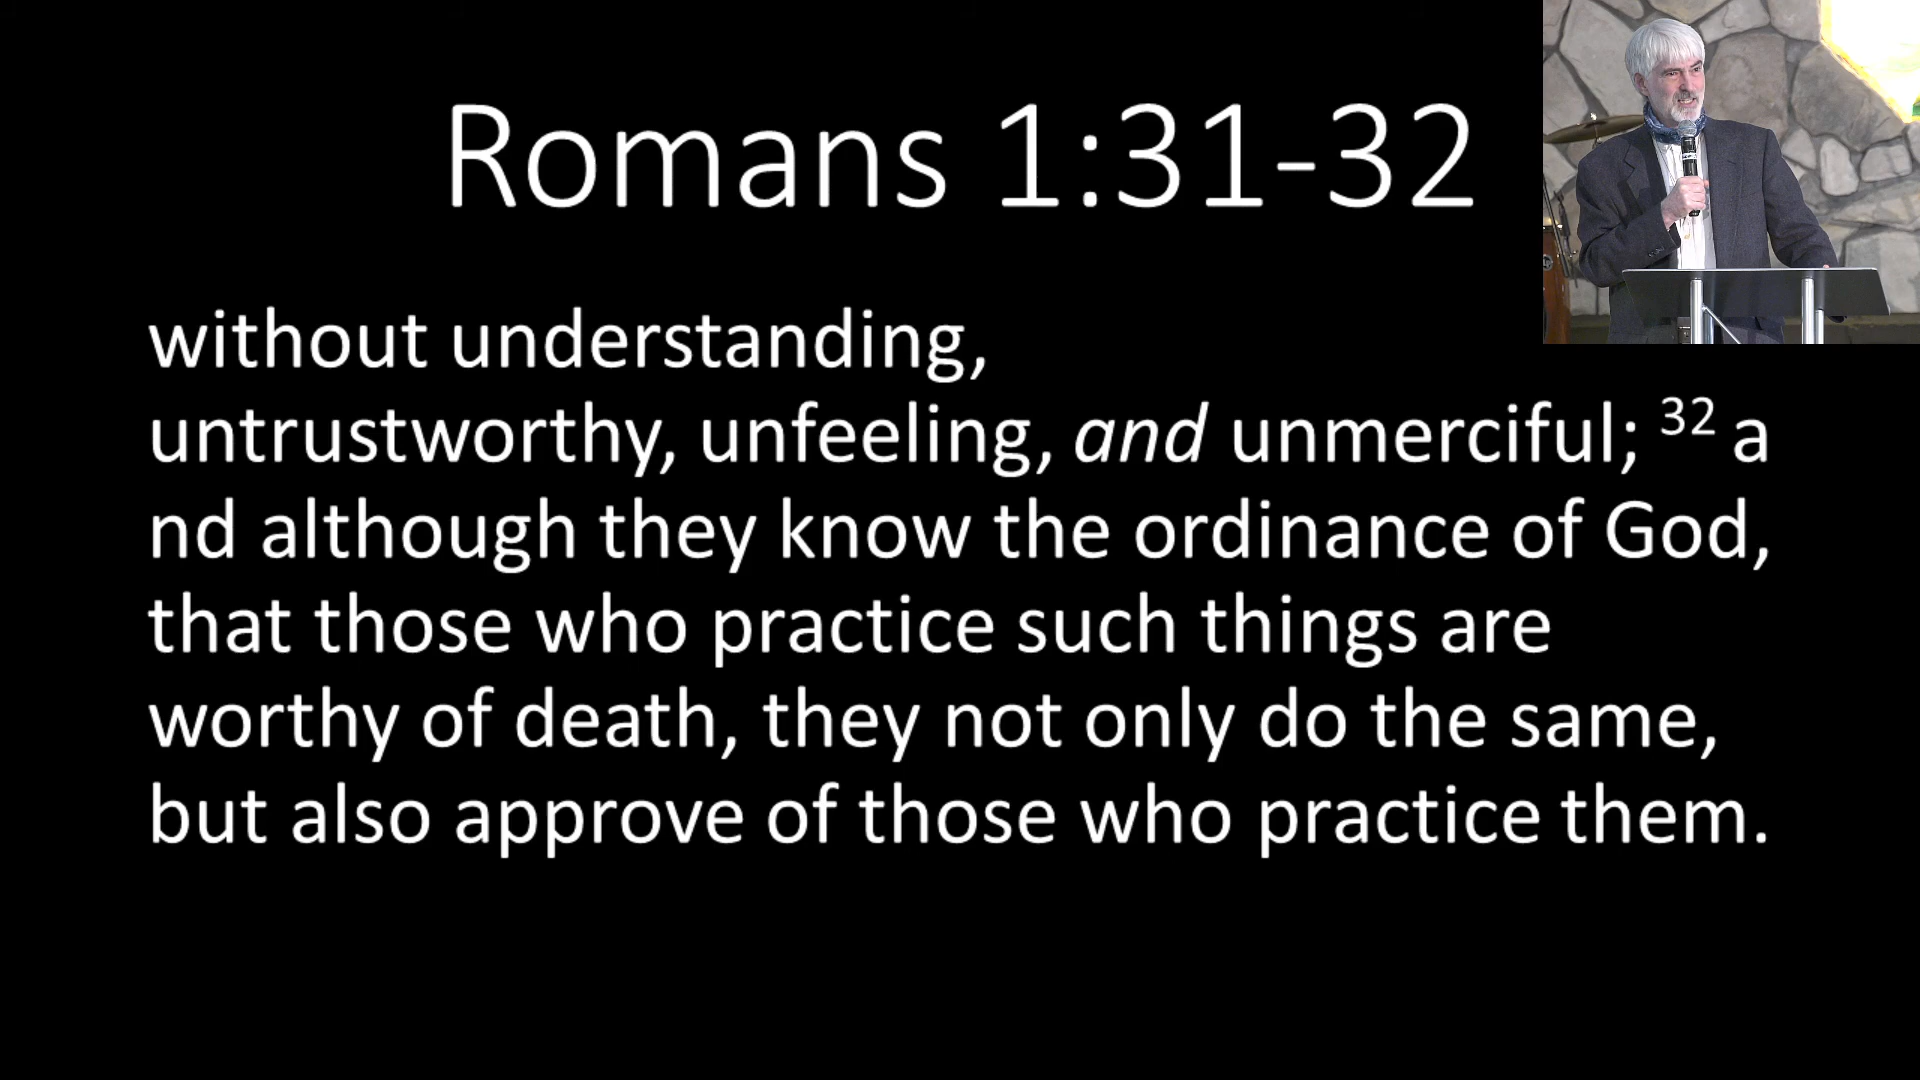 Romans 1:31-32
without understanding,
untrustworthy, unfeeling, and unmerciful; 32 a
nd although they know the ordinance of God,
that those who practice such things are
worthy of death, they not only do the same,
but also approve of those who practice them.